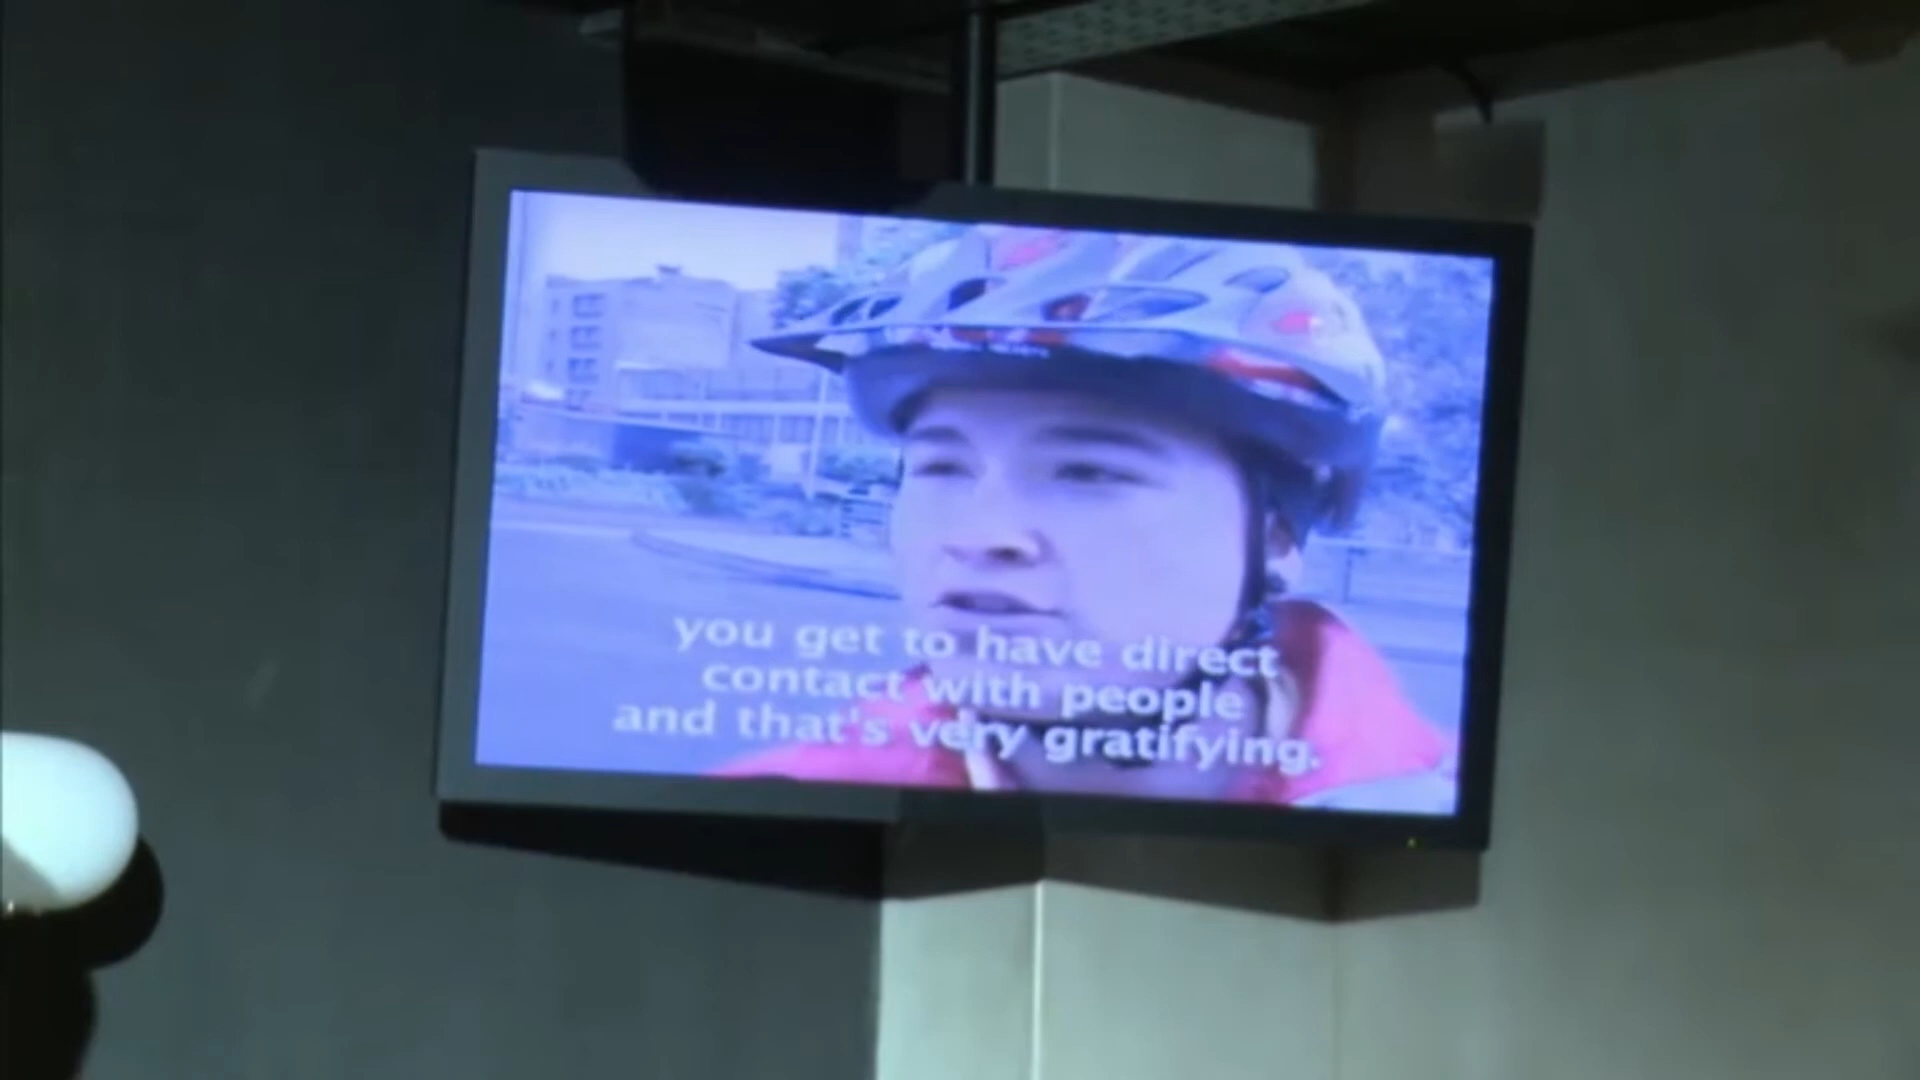 you get to have direct
contact with people
and that's very gratifying.